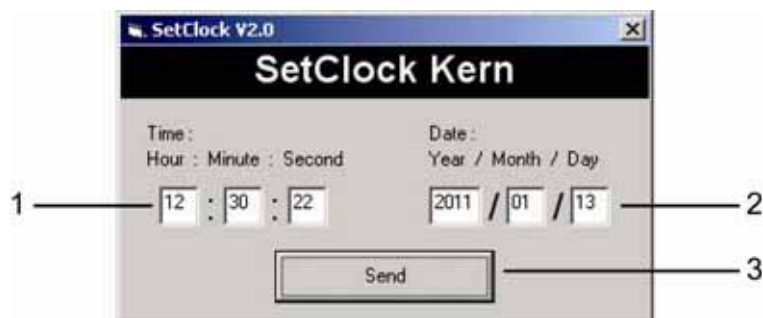 SetClock V2.0
SetClock Kern
Time :
Hour : Minute : Second
12 : 30 : 22
Date :
Year / Month / Day
2011 / 01 / 13
Send
1
2
3